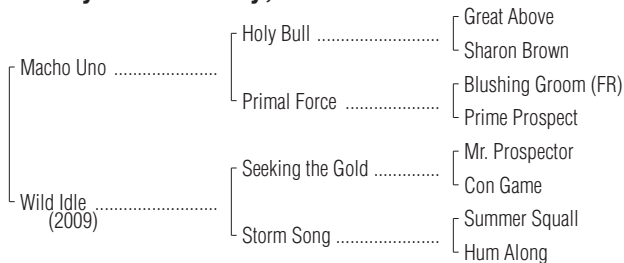 Holy Bull ........................
Great Above
Sharon Brown
Macho Uno ....................
Primal Force ..................
Blushing Groom (FR)
Prime Prospect
Seeking the Gold ............
Mr. Prospector
Con Game
Wild Idle .......................
(2009)
Storm Song ...................
Summer Squall
Hum Along